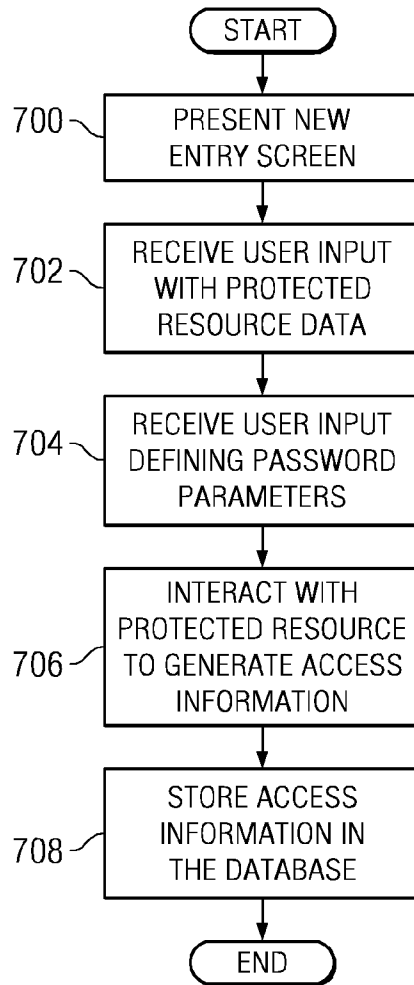 START
700
PRESENT NEW
ENTRY SCREEN
702
RECEIVE USER INPUT
WITH PROTECTED
RESOURCE DATA
704
RECEIVE USER INPUT
DEFINING PASSWORD
PARAMETERS
706
INTERACT WITH
PROTECTED RESOURCE
TO GENERATE ACCESS
INFORMATION
708
STORE ACCESS
INFORMATION IN
THE DATABASE
END